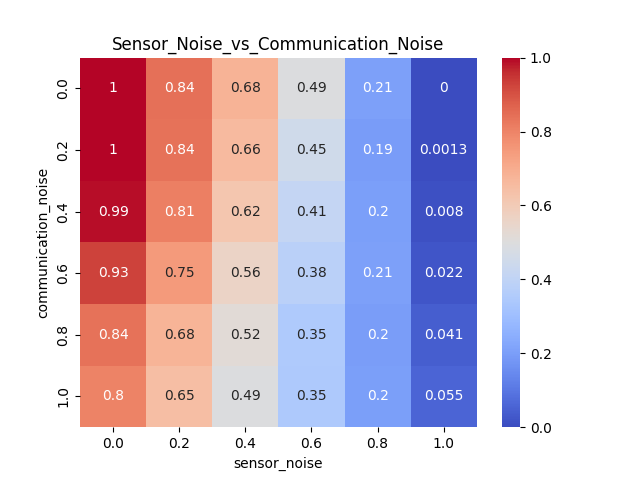 Sensor_Noise_vs_Communication_Noise
communication_noise
0.0 1 0.84 0.68 0.49 0.21 0
0.2 1 0.84 0.66 0.45 0.19 0.0013
0.4 0.99 0.81 0.62 0.41 0.2 0.008
0.6 0.93 0.75 0.56 0.38 0.21 0.022
0.8 0.84 0.68 0.52 0.35 0.2 0.041
1.0 0.8 0.65 0.49 0.35 0.2 0.055
0.0 0.2 0.4 0.6 0.8 1.0
sensor_noise
1.0
0.8
0.6
0.4
0.2
0.0